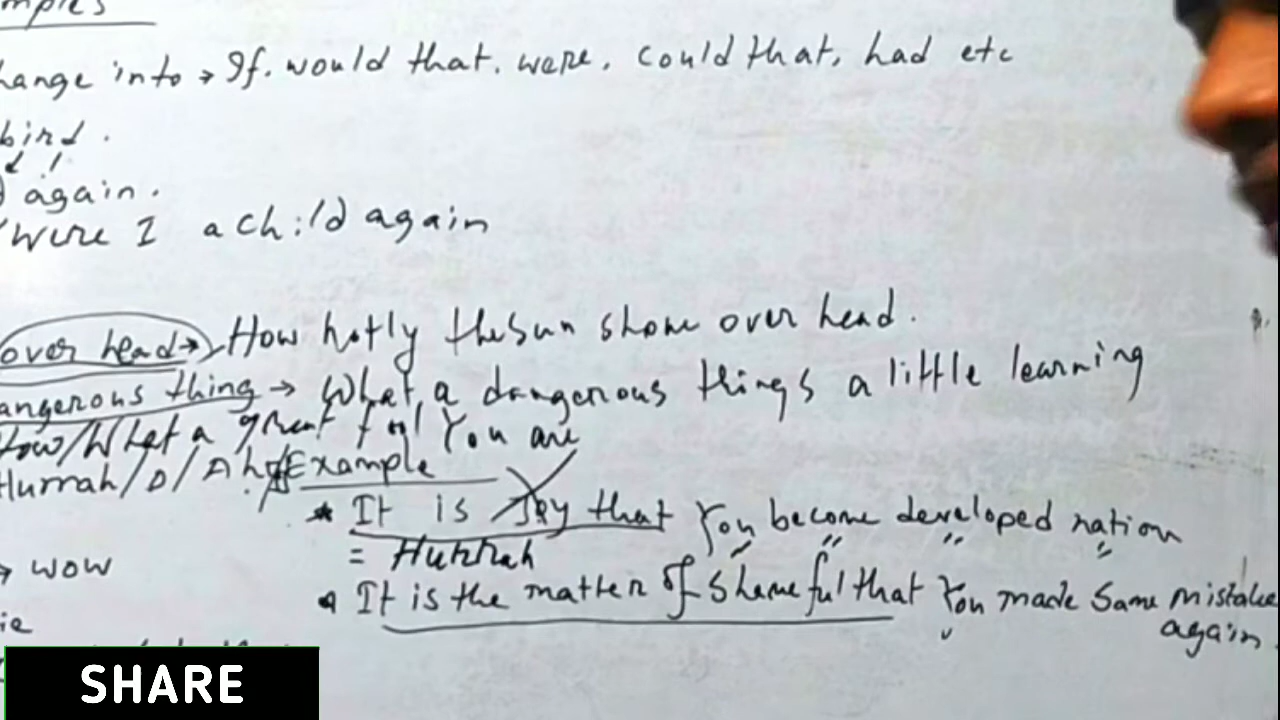 mples
hange into → If. would that. were. could that. had etc
bird.
again.
/Were I a child again
over head → How hotly the sun shone over head.
angerous thing → What a dangerous things a little learning
How/What a great fool You are
Hurrah/O/Ah Example
* It is Joy that You become developed nation
= Hurrah
→ wow
* It is the matter of shameful that You made same mistake
again.
SHARE